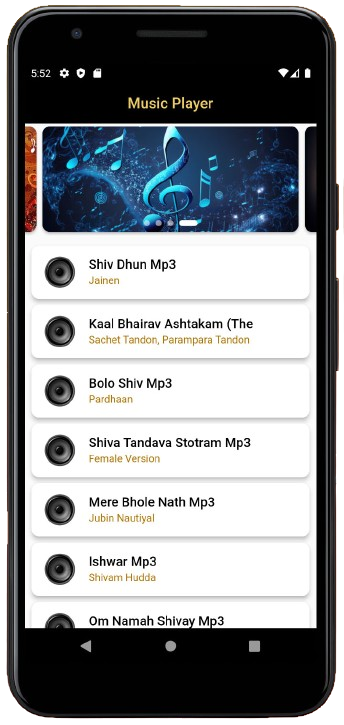 5:52
Music Player
Shiv Dhun Mp3
Jainen
Kaal Bhairav Ashtakam (The
Sachet Tandon, Parampara Tandon
Bolo Shiv Mp3
Pardhaan
Shiva Tandava Stotram Mp3
Female Version
Mere Bhole Nath Mp3
Jubin Nautiyal
Ishwar Mp3
Shivam Hudda
Om Namah Shivay Mp3